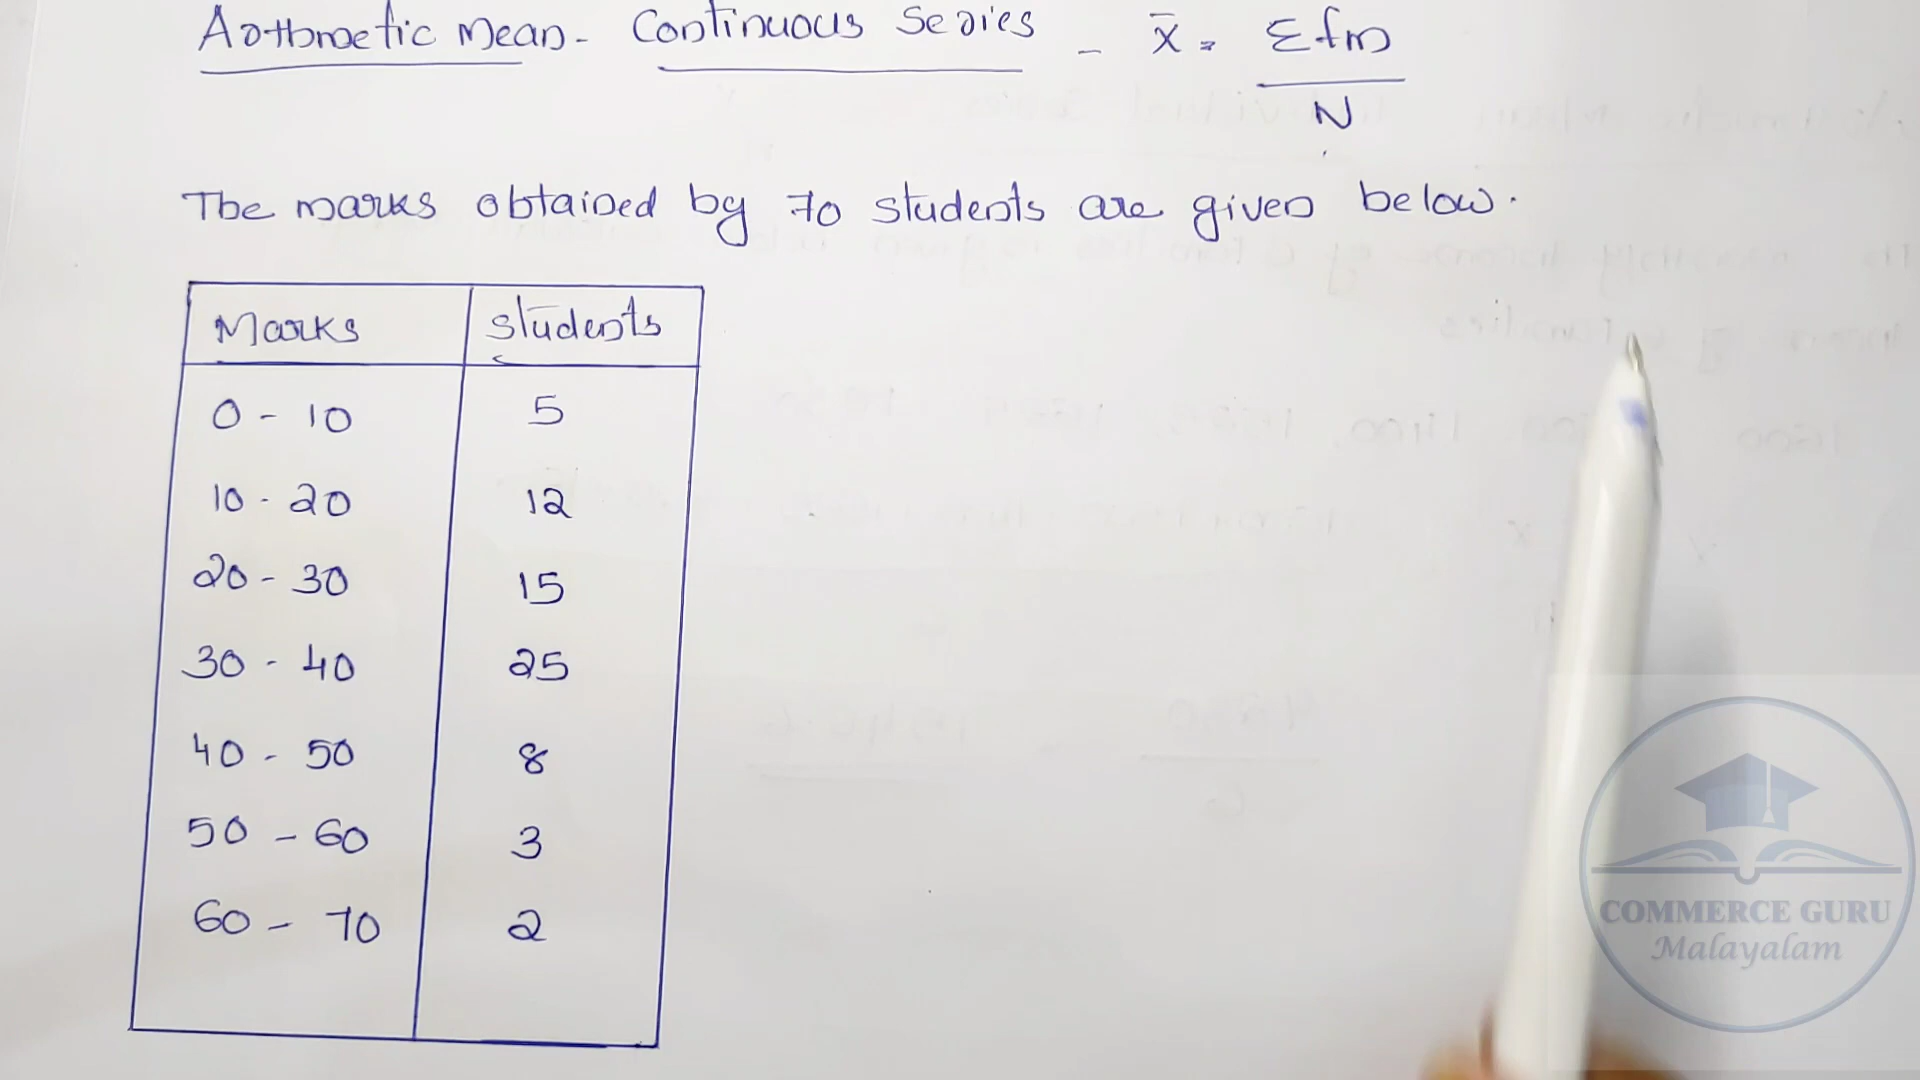 Arithmetic Mean - Continuous Series - x̄ = Σfm
N
The marks obtained by 70 students are given below.
Marks students
0 - 10 5
10 - 20 12
20 - 30 15
30 - 40 25
40 - 50 8
50 - 60 3
60 - 70 2
COMMERCE GURU
Malayalam